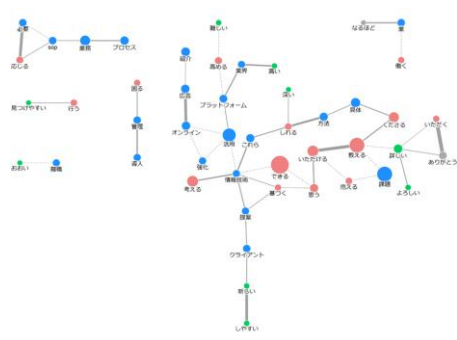 必要
sop
業務
プロセス
応じる
見つけやすい
行う
おおい
職種
困る
管理
導入
難しい
紹介
高める
業界
高い
広告
プラットフォーム
深い
オンライン
活用
これら
しれる
方法
具体
くださる
強化
考える
情報技術
できる
基づく
思う
いただける
教える
抱える
課題
詳しい
いただく
ありがとう
よろしい
提案
クライアント
明るい
しやすい
なるほど
業
働く